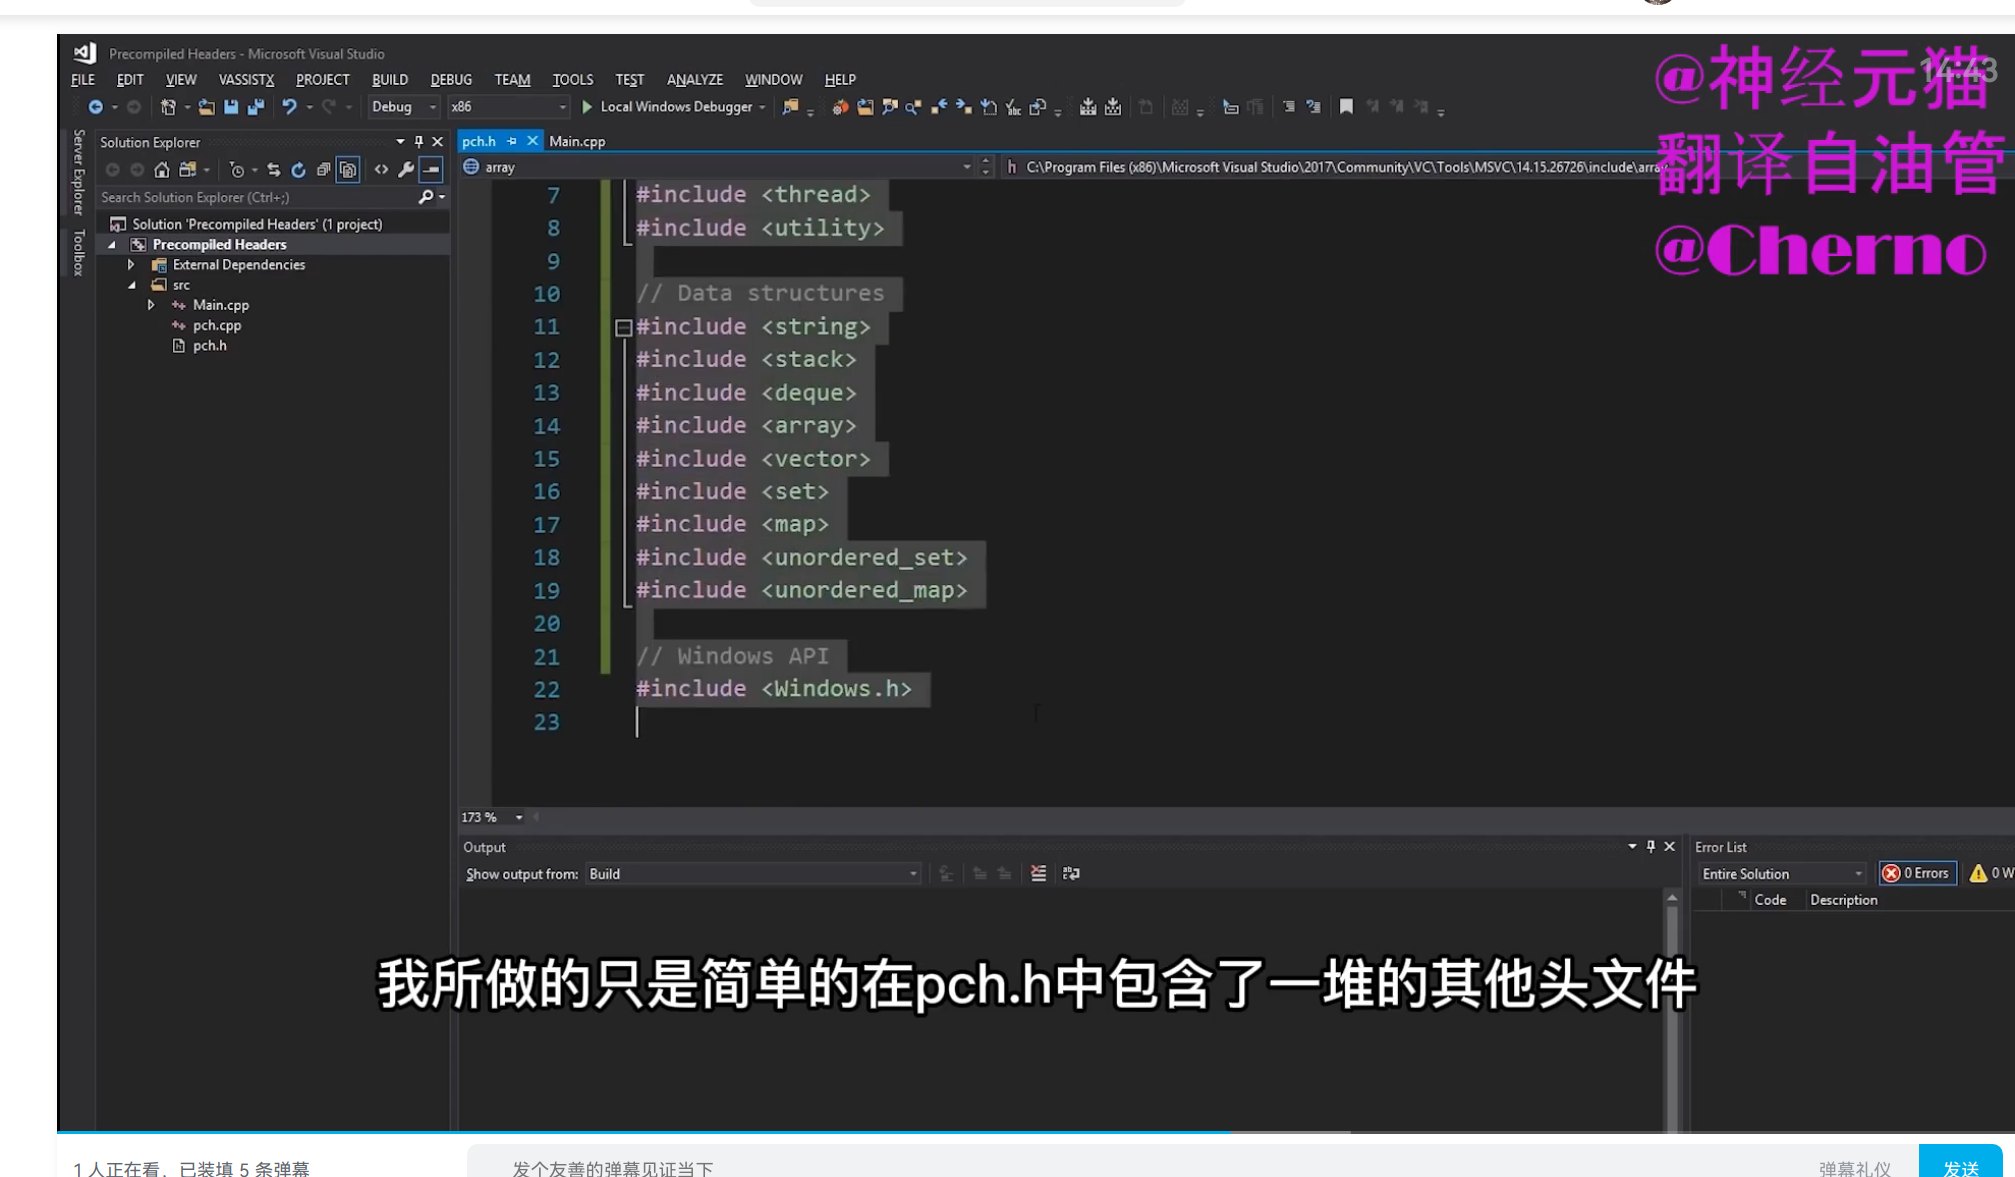 Precompiled Headers - Microsoft Visual Studio
FILE EDIT VIEW VASSISTX PROJECT BUILD DEBUG TEAM TOOLS TEST ANALYZE WINDOW HELP
Debug x86 Local Windows Debugger
@神经元猫
14:43
翻译自油管
@Cherno
Server Explorer
Toolbox
Solution Explorer
Search Solution Explorer (Ctrl+;)
Solution 'Precompiled Headers' (1 project)
Precompiled Headers
External Dependencies
src
Main.cpp
pch.cpp
pch.h
pch.h Main.cpp
array C:\Program Files (x86)\Microsoft Visual Studio\2017\Community\VC\Tools\MSVC\14.15.26726\include\array
7 #include <thread>
8 #include <utility>
9
10 // Data structures
11 #include <string>
12 #include <stack>
13 #include <deque>
14 #include <array>
15 #include <vector>
16 #include <set>
17 #include <map>
18 #include <unordered_set>
19 #include <unordered_map>
20
21 // Windows API
22 #include <Windows.h>
23
173 %
Output
Show output from: Build
Error List
Entire Solution 0 Errors 0 W
Code Description
我所做的只是简单的在pch.h中包含了一堆的其他头文件
1 人正在看，已装填 5 条弹幕
发个友善的弹幕见证当下
弹幕礼仪
发送